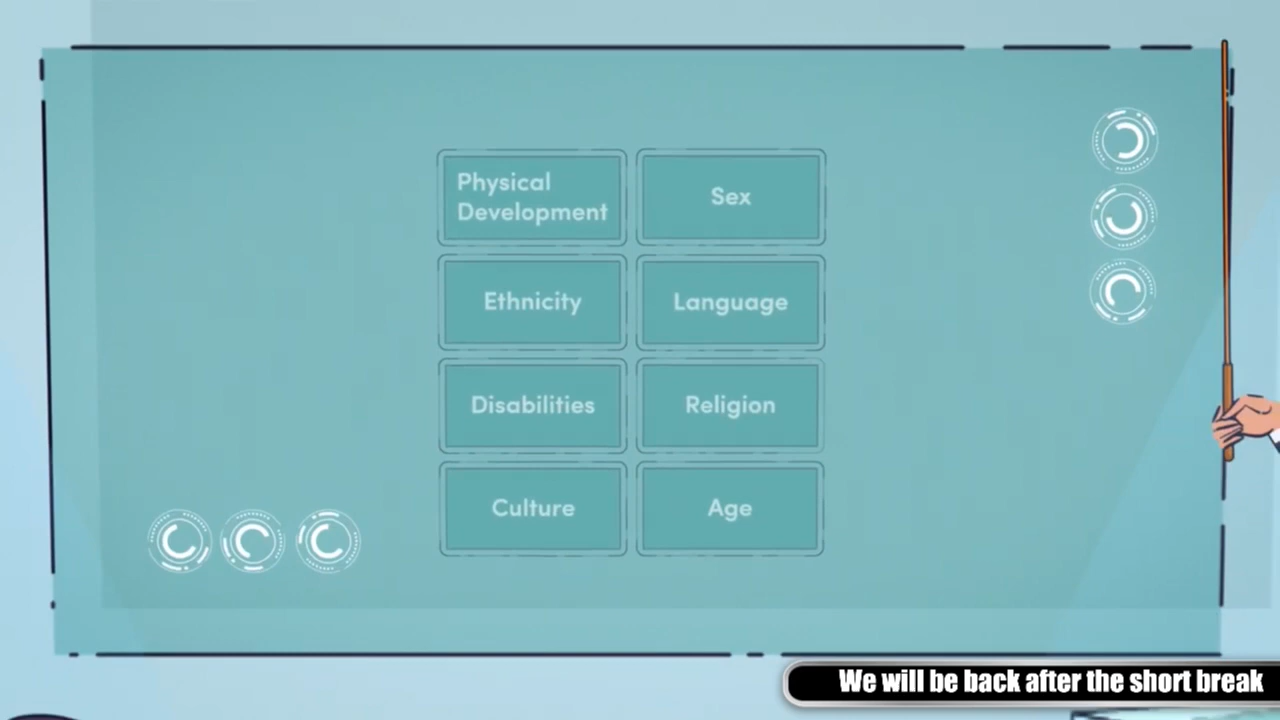 Physical
Development
Sex
Ethnicity
Language
Disabilities
Religion
Culture
Age
We will be back after the short break